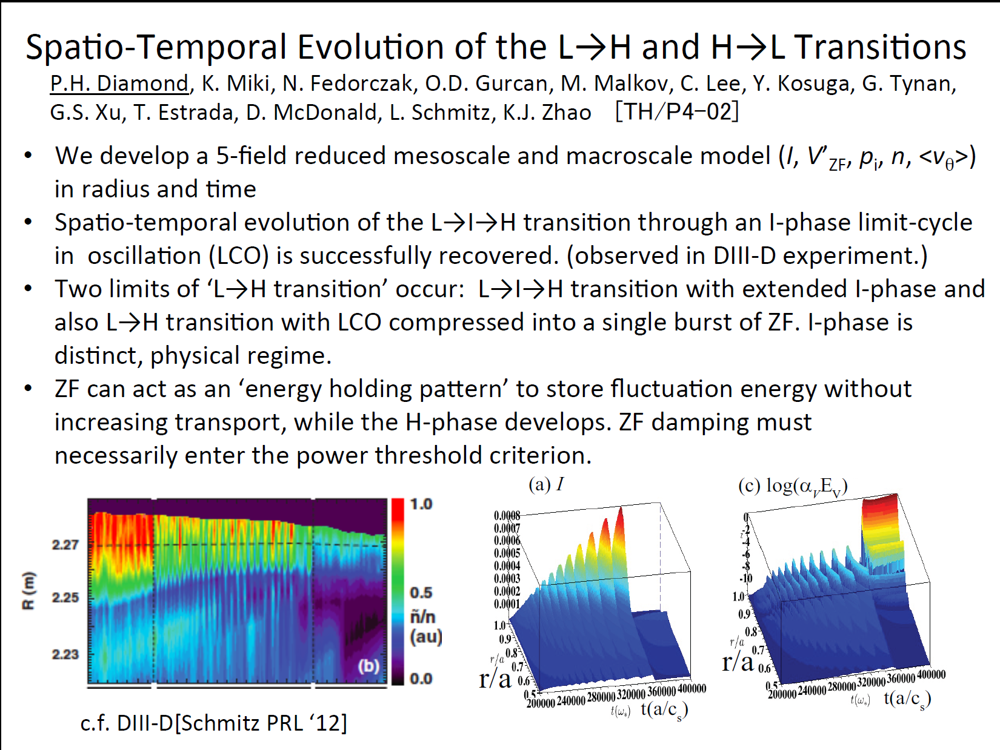 Spatio-Temporal Evolution of the L→H and H→L Transitions
P.H. Diamond, K. Miki, N. Fedorczak, O.D. Gurcan, M. Malkov, C. Lee, Y. Kosuga, G. Tynan,
G.S. Xu, T. Estrada, D. McDonald, L. Schmitz, K.J. Zhao [TH/P4-02]
• We develop a 5-field reduced mesoscale and macroscale model (I, V'ZF, pi, n, <vθ>)
in radius and time
• Spatio-temporal evolution of the L→I→H transition through an I-phase limit-cycle
in oscillation (LCO) is successfully recovered. (observed in DIII-D experiment.)
• Two limits of ‘L→H transition’ occur: L→I→H transition with extended I-phase and
also L→H transition with LCO compressed into a single burst of ZF. I-phase is
distinct, physical regime.
• ZF can act as an ‘energy holding pattern’ to store fluctuation energy without
increasing transport, while the H-phase develops. ZF damping must
necessarily enter the power threshold criterion.
R (m)
2.27
2.25
2.23
(b)
1.0
0.5
ñ/n
(au)
0.0
c.f. DIII-D[Schmitz PRL ‘12]
(a) I
0.0008
0.0007
0.0006
0.0005
0.0004
0.0003
0.0002
0.0001
1.0
0.9
0.8
0.7
0.6
0.5
r/a
r/a
200000 240000 280000 320000 360000 400000
t(ω*) t(a/cs)
(c) log(αVEV)
0
-2
-4
-6
-8
-10
1.0
0.9
0.8
0.7
0.6
0.5
r/a
r/a
200000 240000 280000 320000 360000 400000
t(ω*) t(a/cs)